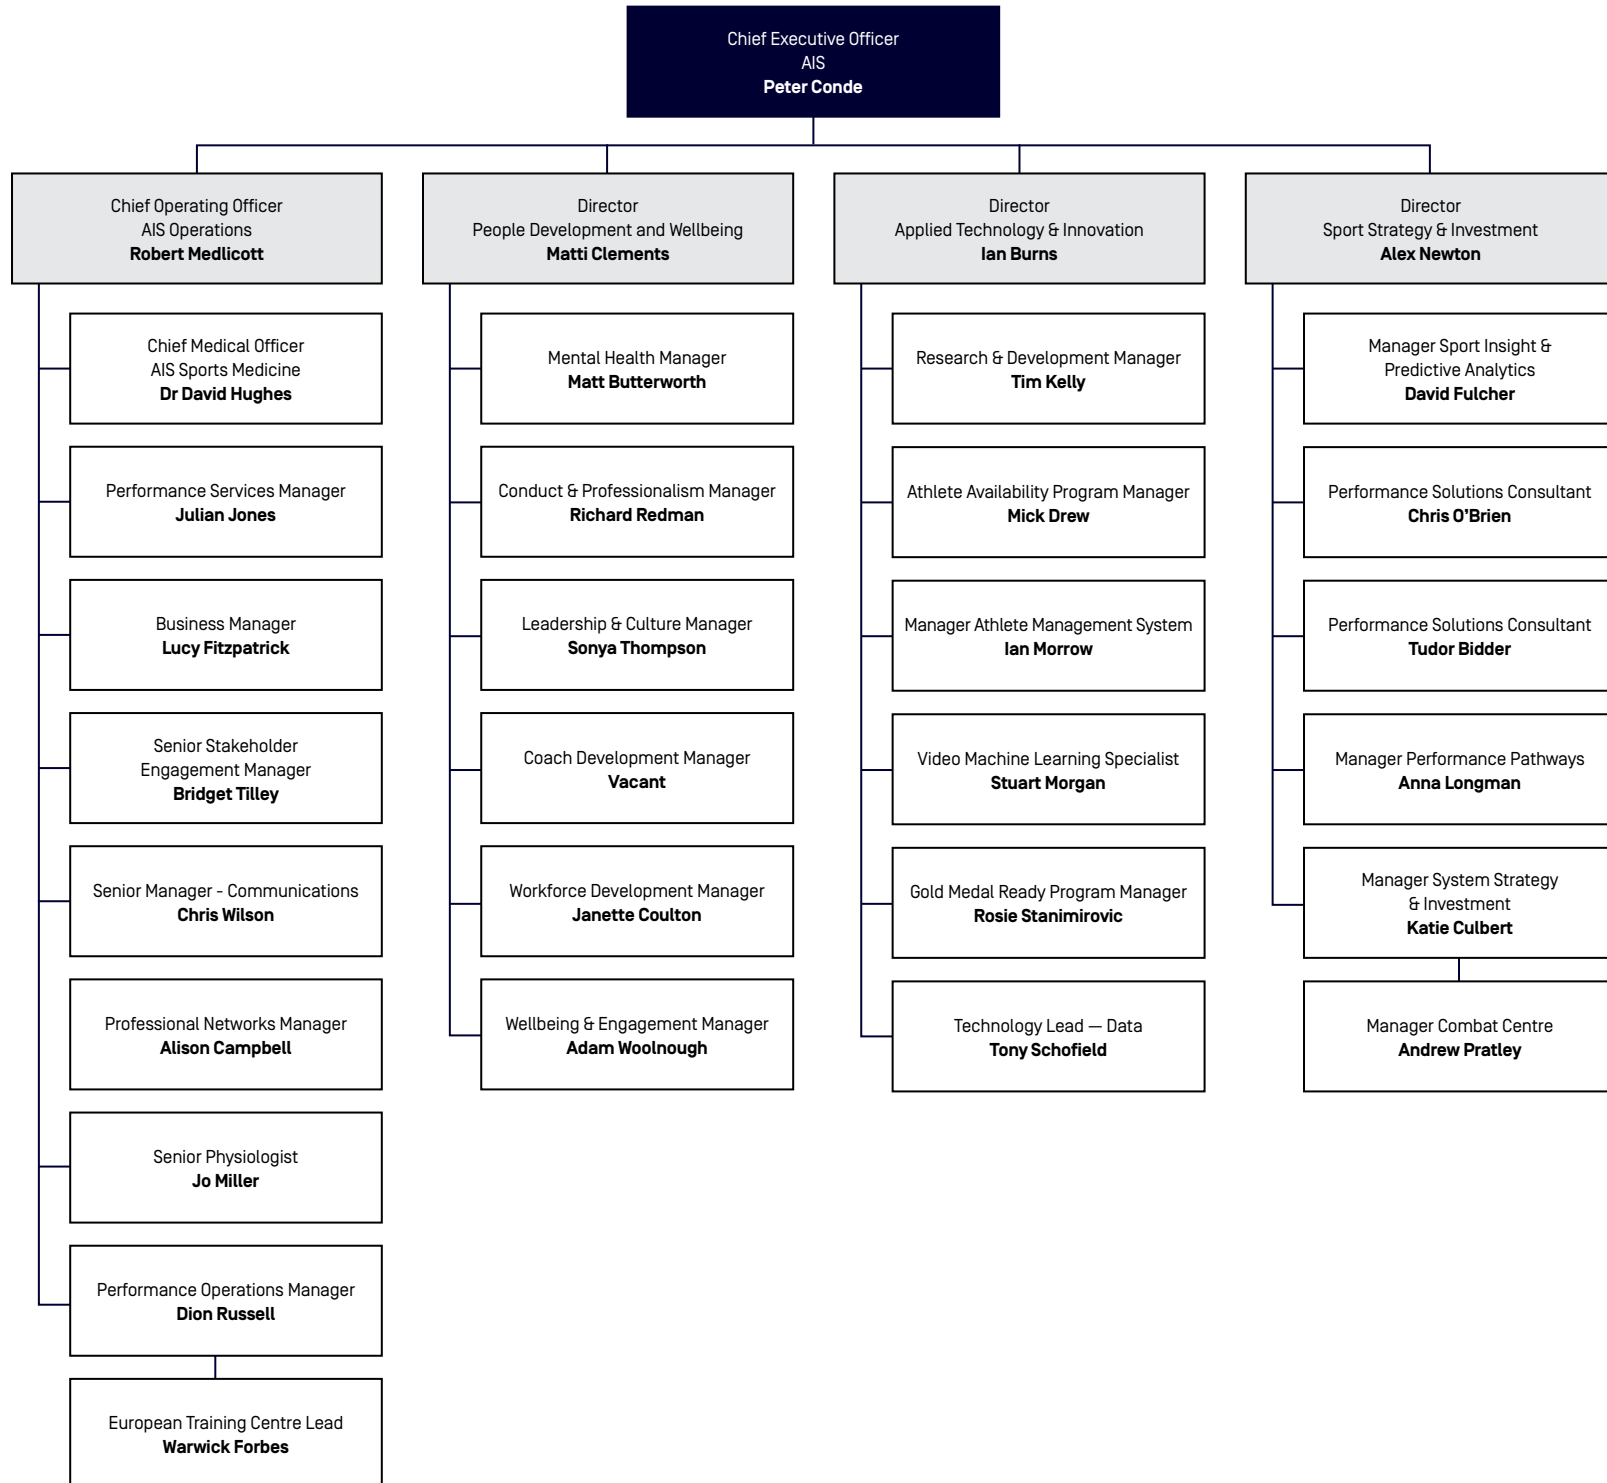 Chief Executive Officer
AIS
Peter Conde
Chief Operating Officer
AIS Operations
Robert Medlicott
Chief Medical Officer
AIS Sports Medicine
Dr David Hughes
Performance Services Manager
Julian Jones
Business Manager
Lucy Fitzpatrick
Senior Stakeholder
Engagement Manager
Bridget Tilley
Senior Manager - Communications
Chris Wilson
Professional Networks Manager
Alison Campbell
Senior Physiologist
Jo Miller
Performance Operations Manager
Dion Russell
European Training Centre Lead
Warwick Forbes
Director
People Development and Wellbeing
Matti Clements
Mental Health Manager
Matt Butterworth
Conduct & Professionalism Manager
Richard Redman
Leadership & Culture Manager
Sonya Thompson
Coach Development Manager
Vacant
Workforce Development Manager
Janette Coulton
Wellbeing & Engagement Manager
Adam Woolnough
Director
Applied Technology & Innovation
Ian Burns
Research & Development Manager
Tim Kelly
Athlete Availability Program Manager
Mick Drew
Manager Athlete Management System
Ian Morrow
Video Machine Learning Specialist
Stuart Morgan
Gold Medal Ready Program Manager
Rosie Stanimirovic
Technology Lead — Data
Tony Schofield
Director
Sport Strategy & Investment
Alex Newton
Manager Sport Insight &
Predictive Analytics
David Fulcher
Performance Solutions Consultant
Chris O’Brien
Performance Solutions Consultant
Tudor Bidder
Manager Performance Pathways
Anna Longman
Manager System Strategy
& Investment
Katie Culbert
Manager Combat Centre
Andrew Pratley